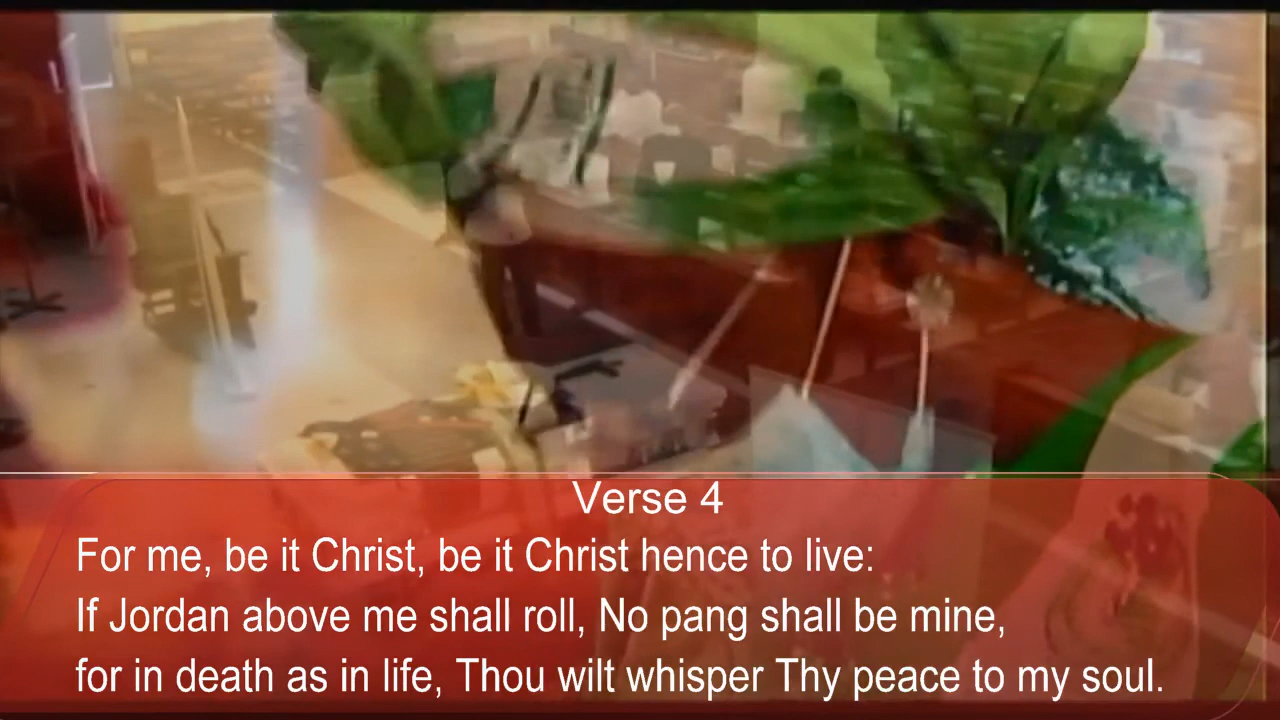 Verse 4
For me, be it Christ, be it Christ hence to live:
If Jordan above me shall roll, No pang shall be mine,
for in death as in life, Thou wilt whisper Thy peace to my soul.